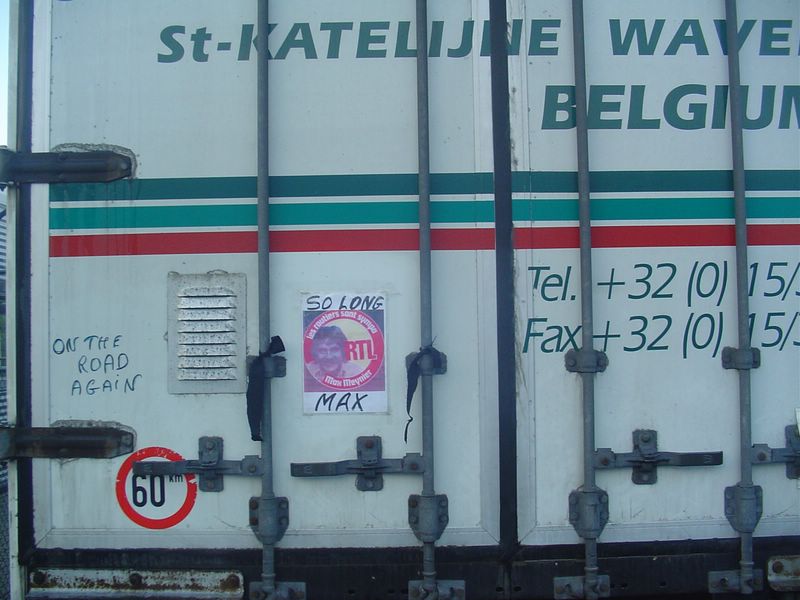 St-KATELIJNE WAVE
BELGIUM
Tel. +32 (0) 15/
Fax +32 (0) 15/
SO LONG
les routiers sont sympa
RTL
Max Meynier
MAX
ON THE
ROAD
AGAIN
60 km